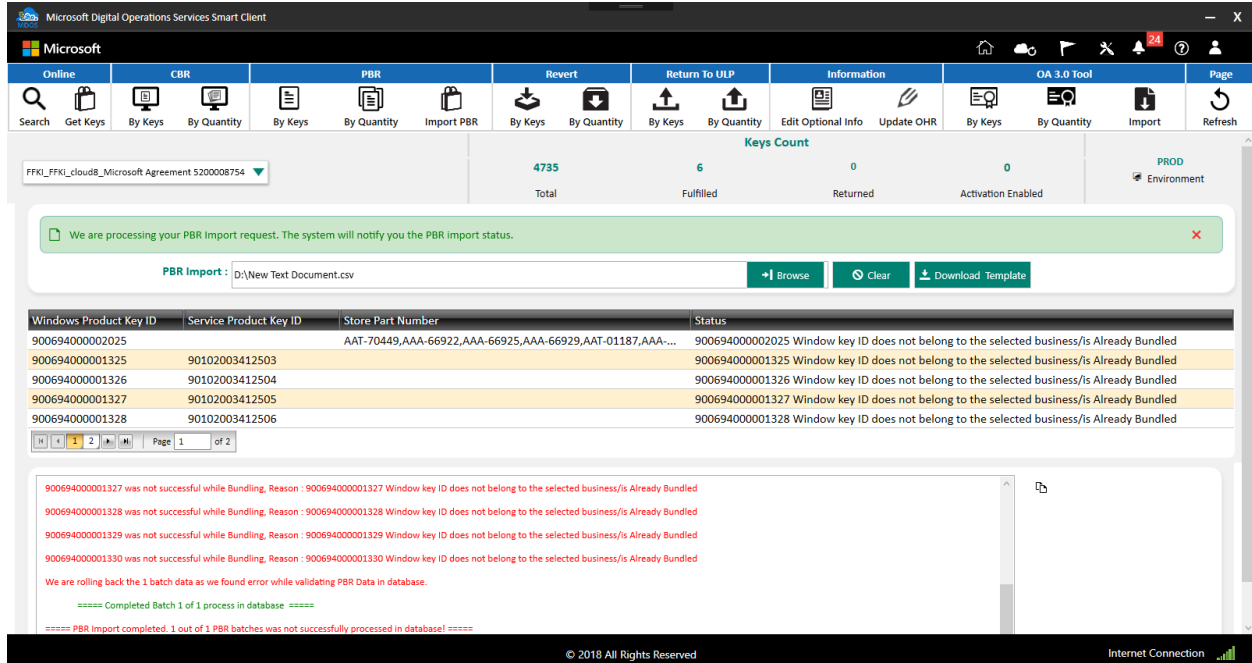 MDOS Microsoft Digital Operations Services Smart Client
Microsoft
24
Online CBR PBR Revert Return To ULP Information OA 3.0 Tool Page
Search Get Keys By Keys By Quantity By Keys By Quantity Import PBR By Keys By Quantity By Keys By Quantity Edit Optional Info Update OHR By Keys By Quantity Import Refresh
Keys Count
FFKI_FFKi_cloud8_Microsoft Agreement 5200008754
4735 6 0 0
Total Fulfilled Returned Activation Enabled
PROD
Environment
We are processing your PBR Import request. The system will notify you the PBR import status.
PBR Import : D:\New Text Document.csv Browse Clear Download Template
Windows Product Key ID Service Product Key ID Store Part Number Status
900694000002025 AAT-70449,AAA-66922,AAA-66925,AAA-66929,AAT-01187,AAA-... 900694000002025 Window key ID does not belong to the selected business/is Already Bundled
900694000001325 90102003412503 900694000001325 Window key ID does not belong to the selected business/is Already Bundled
900694000001326 90102003412504 900694000001326 Window key ID does not belong to the selected business/is Already Bundled
900694000001327 90102003412505 900694000001327 Window key ID does not belong to the selected business/is Already Bundled
900694000001328 90102003412506 900694000001328 Window key ID does not belong to the selected business/is Already Bundled
1 2 Page 1 of 2
900694000001327 was not successful while Bundling, Reason : 900694000001327 Window key ID does not belong to the selected business/is Already Bundled
900694000001328 was not successful while Bundling, Reason : 900694000001328 Window key ID does not belong to the selected business/is Already Bundled
900694000001329 was not successful while Bundling, Reason : 900694000001329 Window key ID does not belong to the selected business/is Already Bundled
900694000001330 was not successful while Bundling, Reason : 900694000001330 Window key ID does not belong to the selected business/is Already Bundled
We are rolling back the 1 batch data as we found error while validating PBR Data in database.
===== Completed Batch 1 of 1 process in database =====
===== PBR Import completed. 1 out of 1 PBR batches was not successfully processed in database! =====
© 2018 All Rights Reserved
Internet Connection